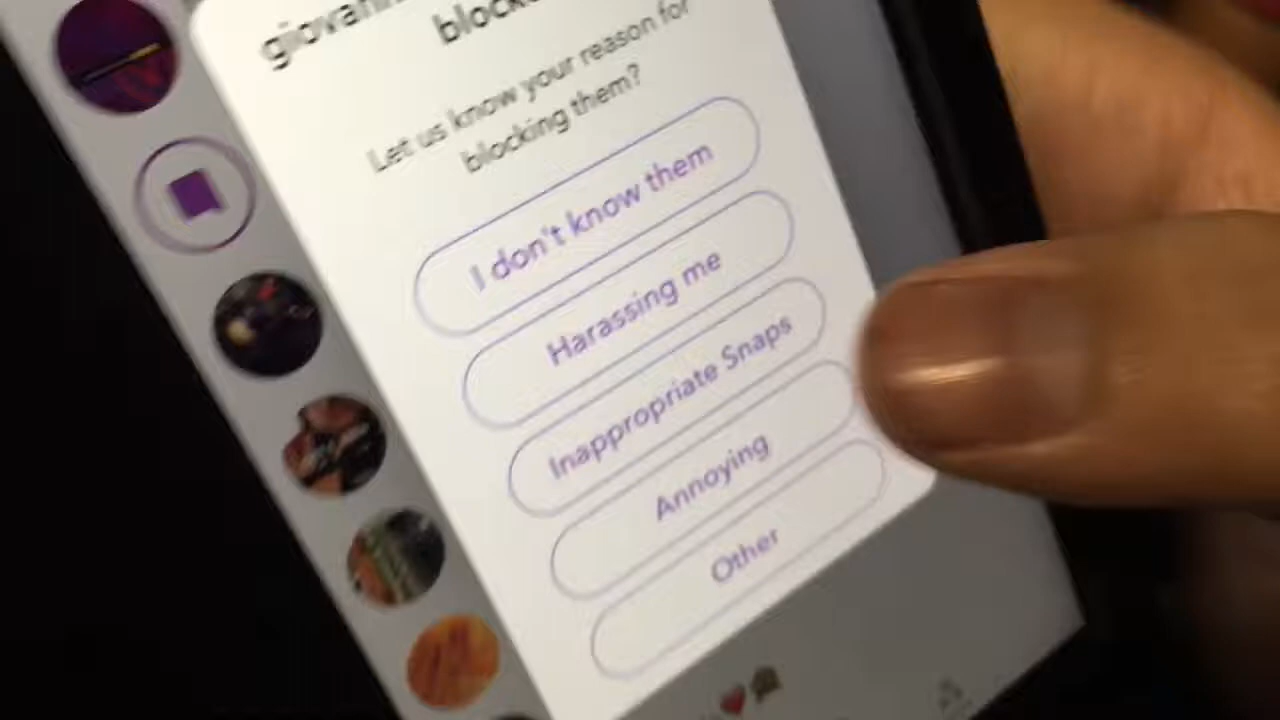 Let us know your reason for
blocking them?
I don't know them
Harassing me
Inappropriate Snaps
Annoying
Other